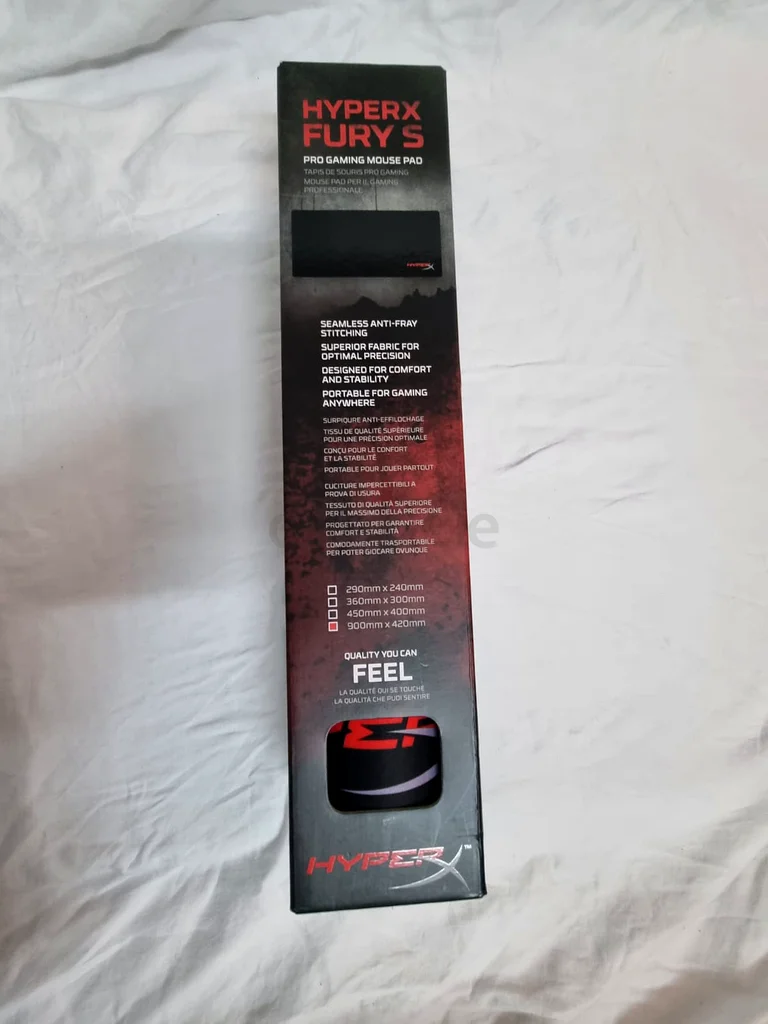 HYPERX
FURY S
PRO GAMING MOUSE PAD
TAPIS DE SOURIS PRO GAMING
MOUSE PAD PER IL GAMING
PROFESSIONALE
HYPERX
SEAMLESS ANTI-FRAY
STITCHING
SUPERIOR FABRIC FOR
OPTIMAL PRECISION
DESIGNED FOR COMFORT
AND STABILITY
PORTABLE FOR GAMING
ANYWHERE
SURPIQURE ANTI-EFFILOCHAGE
TISSU DE QUALITÉ SUPÉRIEURE
POUR UNE PRÉCISION OPTIMALE
CONÇU POUR LE CONFORT
ET LA STABILITÉ
PORTABLE POUR JOUER PARTOUT
CUCITURE IMPERCETTIBILI A
PROVA DI USURA
TESSUTO DI QUALITÀ SUPERIORE
PER IL MASSIMO DELLA PRECISIONE
PROGETTATO PER GARANTIRE
COMFORT E STABILITÀ
COMODAMENTE TRASPORTABILE
PER POTER GIOCARE OVUNQUE
290mm x 240mm
360mm x 300mm
450mm x 400mm
900mm x 420mm
QUALITY YOU CAN
FEEL
LA QUALITÉ QUI SE TOUCHE
LA QUALITÀ CHE PUOI SENTIRE
HYPERX™